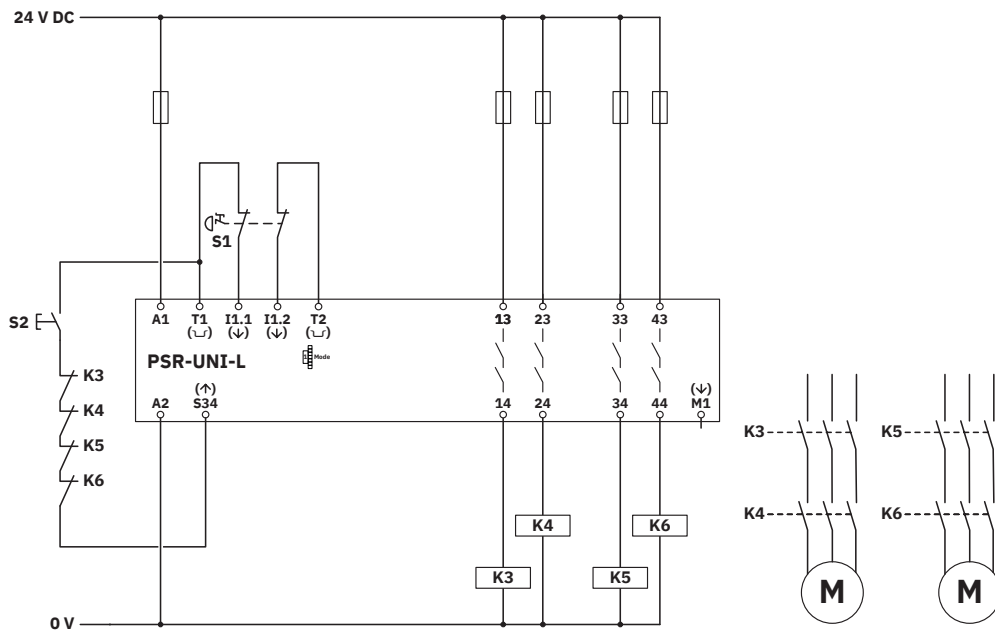 24 V DC
S1
A1 T1 I1.1 I1.2 T2 13 23 33 43
S2
(↓) (↓)
1 Mode
PSR-UNI-L
K3
(↑) (↓)
A2 S34 14 24 34 44 M1
K4
K5
K6
K3 K5
K4 K6
K4 K6
K3 K5
M M
0 V